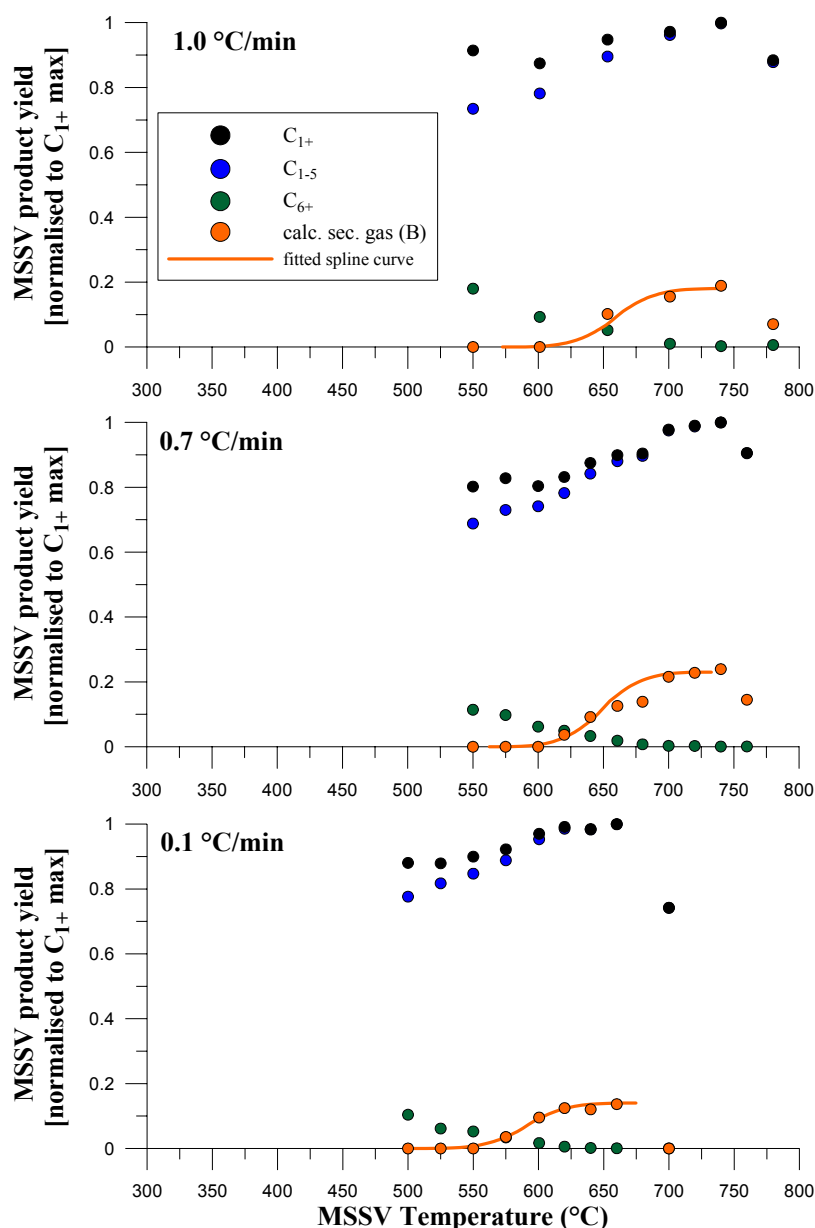 1.0 °C/min
MSSV product yield
[normalised to C1+ max]
1
0.8
0.6
0.4
0.2
0
C1+
C1-5
C6+
calc. sec. gas (B)
fitted spline curve
300 350 400 450 500 550 600 650 700 750 800
0.7 °C/min
MSSV product yield
[normalised to C1+ max]
1
0.8
0.6
0.4
0.2
0
300 350 400 450 500 550 600 650 700 750 800
0.1 °C/min
MSSV product yield
[normalised to C1+ max]
1
0.8
0.6
0.4
0.2
0
300 350 400 450 500 550 600 650 700 750 800
MSSV Temperature (°C)